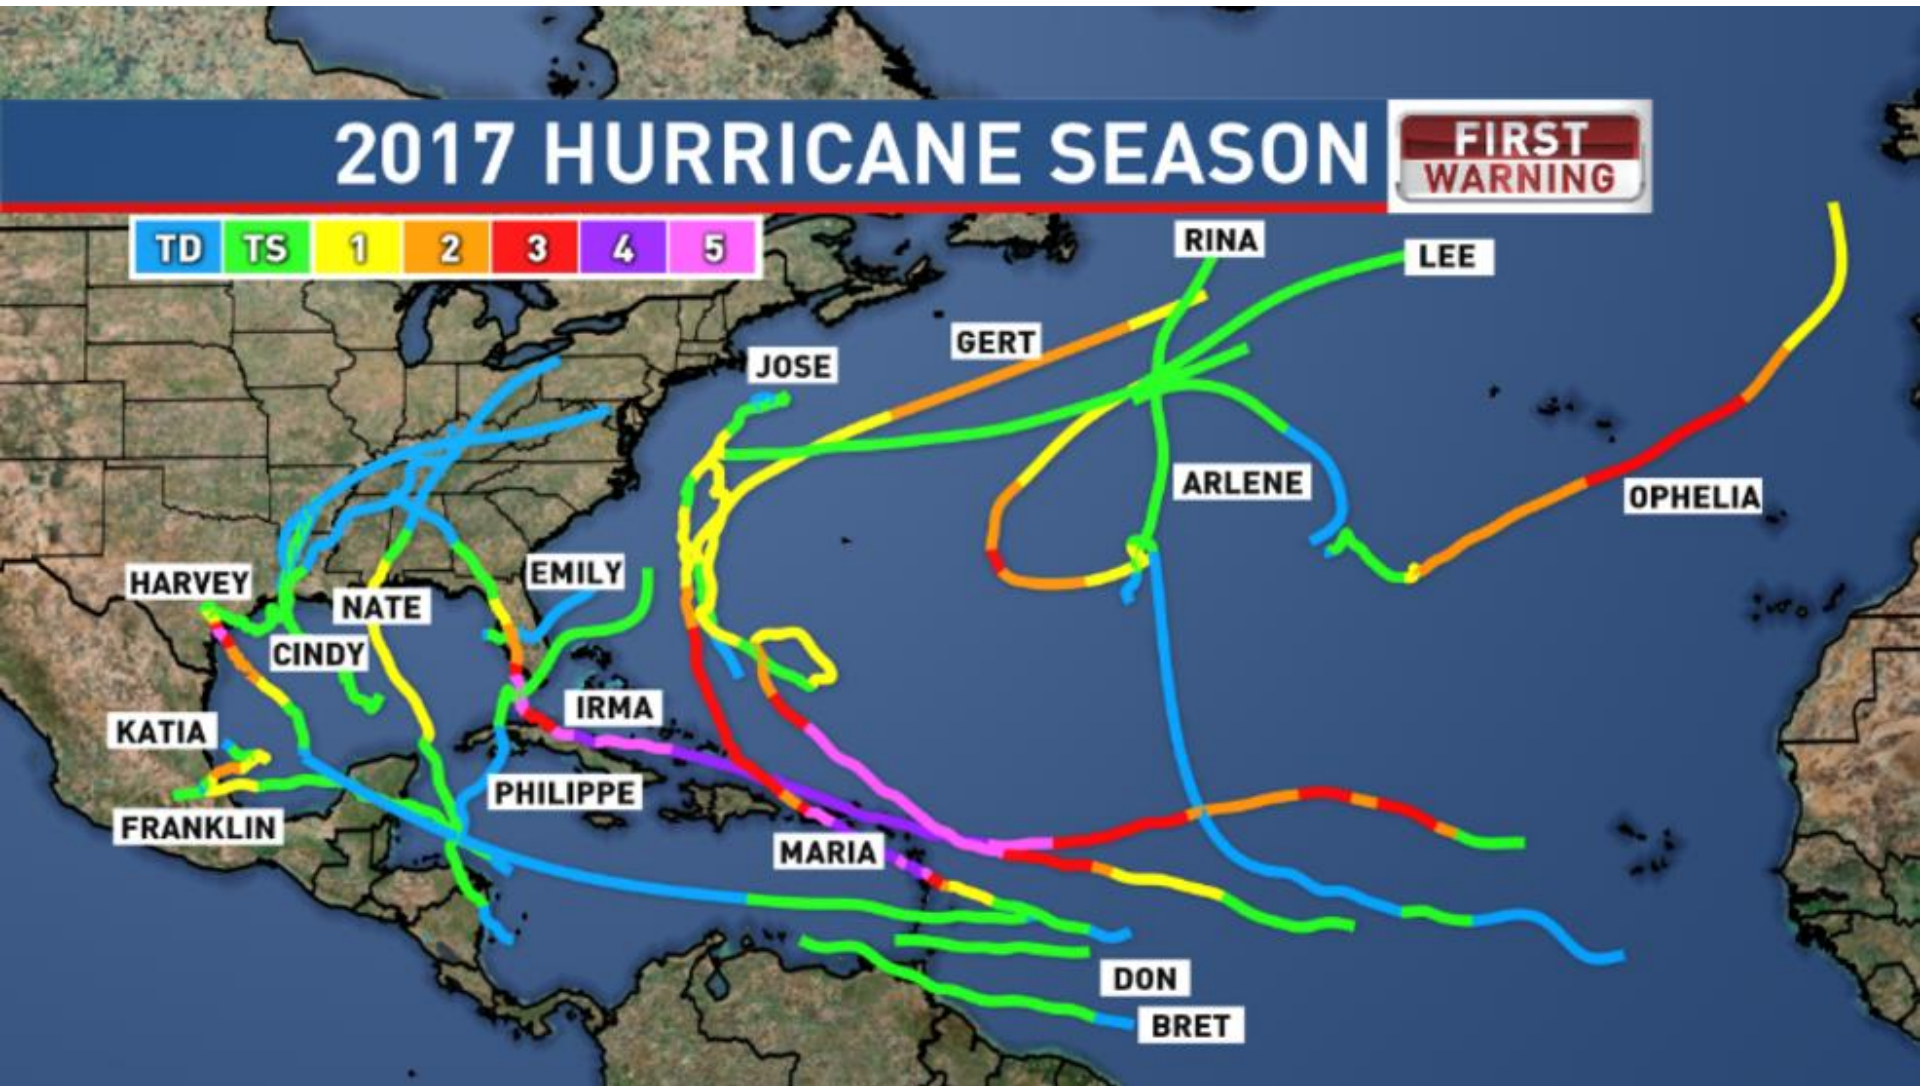 2017 HURRICANE SEASON
FIRST
WARNING
TD TS 1 2 3 4 5
RINA
LEE
GERT
JOSE
ARLENE
OPHELIA
HARVEY
EMILY
NATE
CINDY
IRMA
KATIA
PHILIPPE
FRANKLIN
MARIA
DON
BRET